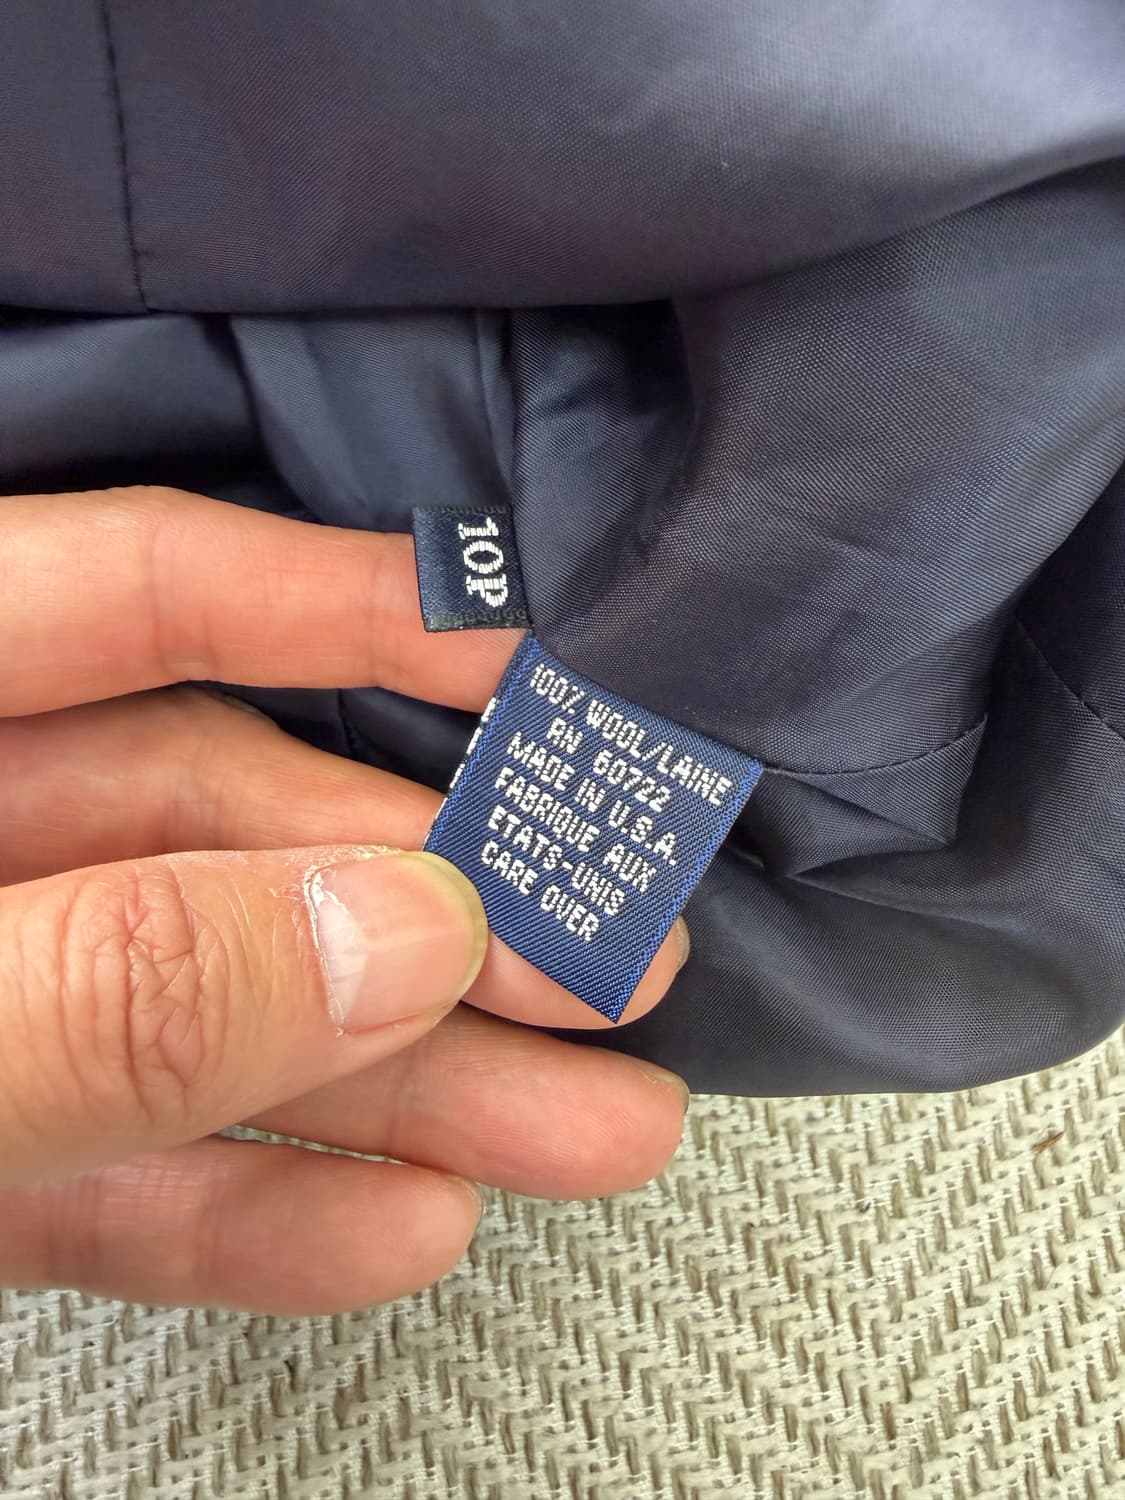 10P
100% WOOL/LAINE
RN 60722
MADE IN U.S.A.
FABRIQUE AUX
ETATS-UNIS
CARE OVER